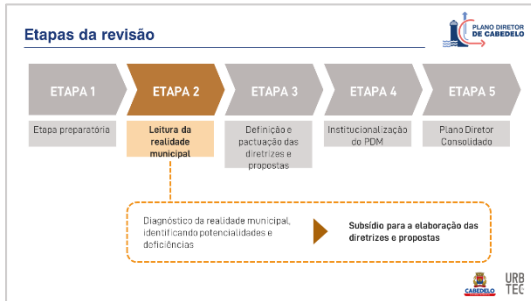 Etapas da revisão
PLANO DIRETOR
DE CABEDELO
ETAPA 1
ETAPA 2
ETAPA 3
ETAPA 4
ETAPA 5
Etapa preparatória
Leitura da
realidade
municipal
Definição e
pactuação das
diretrizes e
propostas
Institucionalização
do PDM
Plano Diretor
Consolidado
Diagnóstico da realidade municipal,
identificando potencialidades e
deficiências
Subsídio para a elaboração das
diretrizes e propostas
CABEDELO
URB
TEC